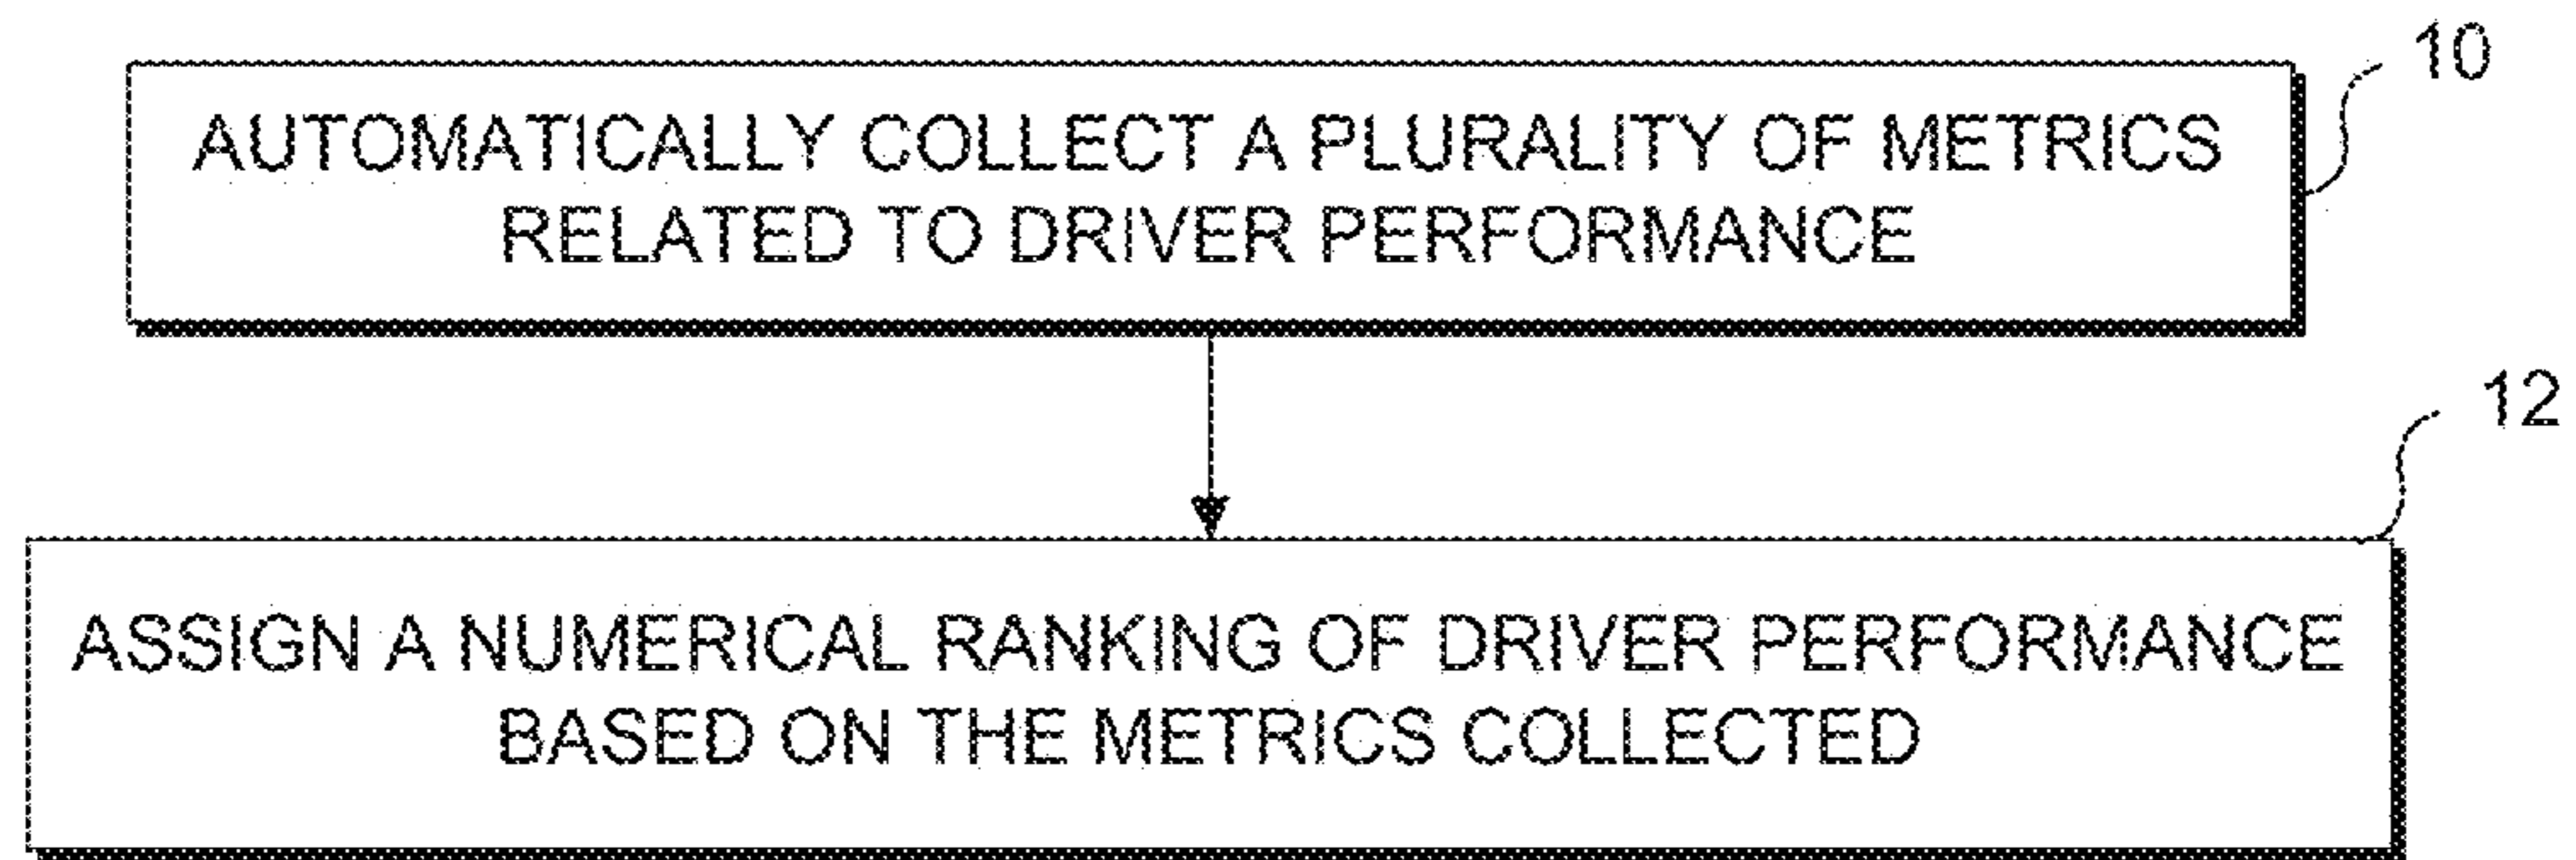 10
AUTOMATICALLY COLLECT A PLURALITY OF METRICS
RELATED TO DRIVER PERFORMANCE
12
ASSIGN A NUMERICAL RANKING OF DRIVER PERFORMANCE
BASED ON THE METRICS COLLECTED